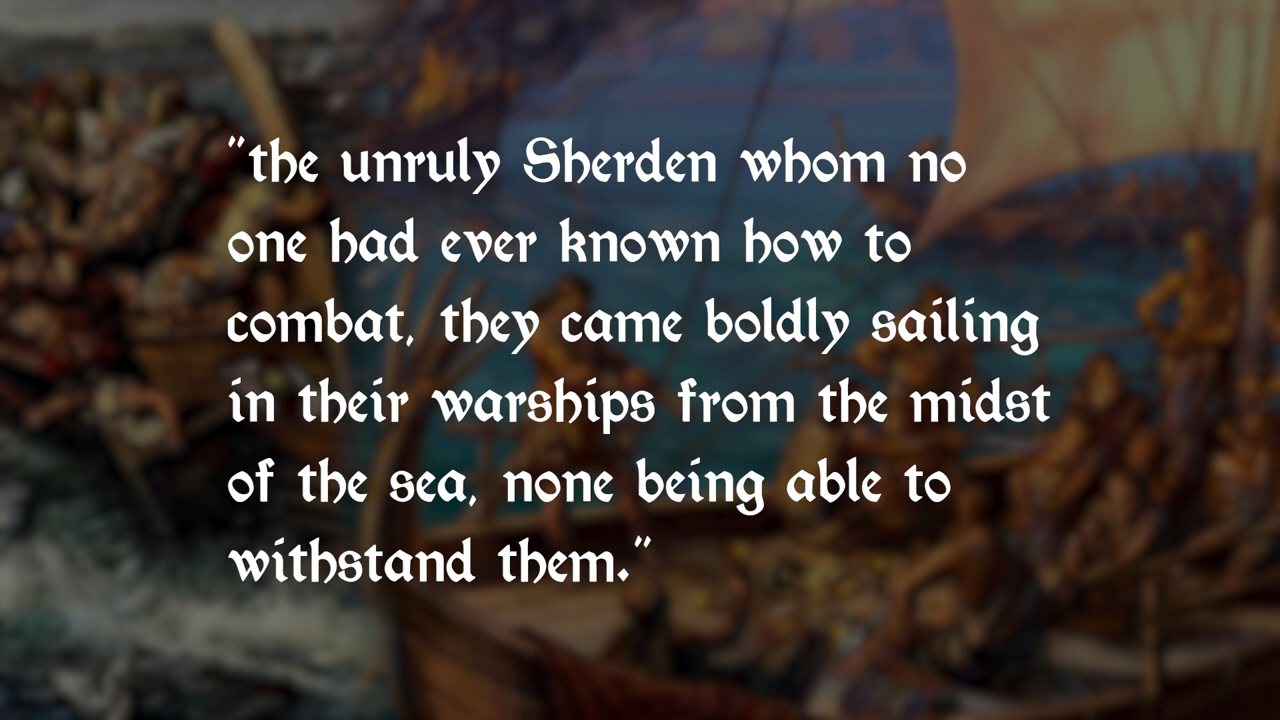 "the unruly Sherden whom no
one had ever known how to
combat, they came boldly sailing
in their warships from the midst
of the sea, none being able to
withstand them."